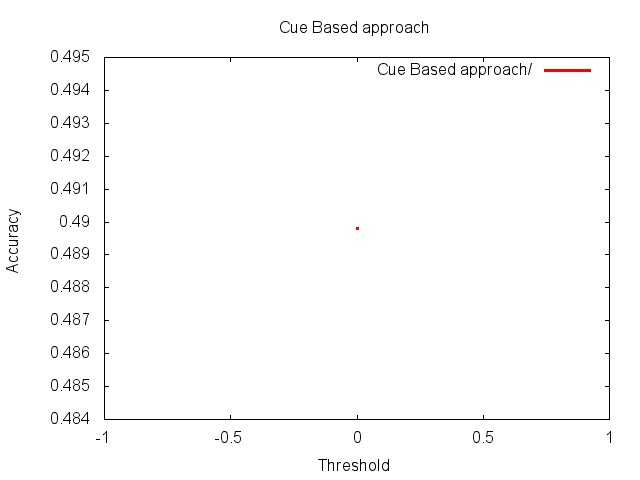 Cue Based approach
Cue Based approach/
0.495
0.494
0.493
0.492
0.491
0.49
0.489
0.488
0.487
0.486
0.485
0.484
Accuracy
-1 -0.5 0 0.5 1
Threshold